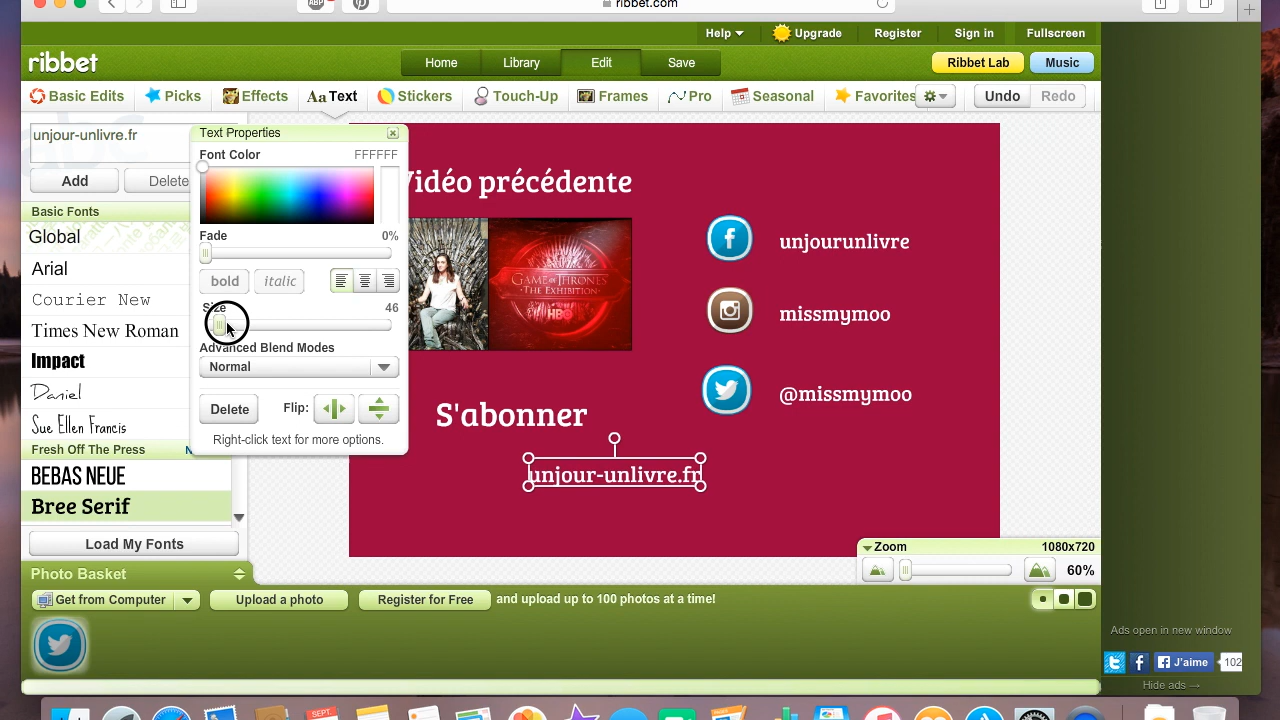 ribbet.com
Help
Upgrade
Register
Sign in
Fullscreen
ribbet
Home
Library
Edit
Save
Ribbet Lab
Music
Basic Edits
Picks
Effects
Aa Text
Stickers
Touch-Up
Frames
Pro
Seasonal
Favorites
Undo
Redo
unjour-unlivre.fr
Add
Delete
Basic Fonts
Global
Arial
Courier New
Times New Roman
Impact
Daniel
Sue Ellen Francis
Fresh Off The Press
BEBAS NEUE
Bree Serif
Load My Fonts
Text Properties
Font Color FFFFFF
Fade 0%
bold
italic
Size 46
Advanced Blend Modes
Normal
Delete
Flip:
Right-click text for more options.
Vidéo précédente
GAME OF THRONES
THE EXHIBITION
HBO
unjourunlivre
missmymoo
@missmymoo
S'abonner
unjour-unlivre.fr
Zoom 1080x720
60%
Photo Basket
Get from Computer
Upload a photo
Register for Free
and upload up to 100 photos at a time!
Ads open in new window
J'aime
102
Hide ads →
ABP
SEPT.